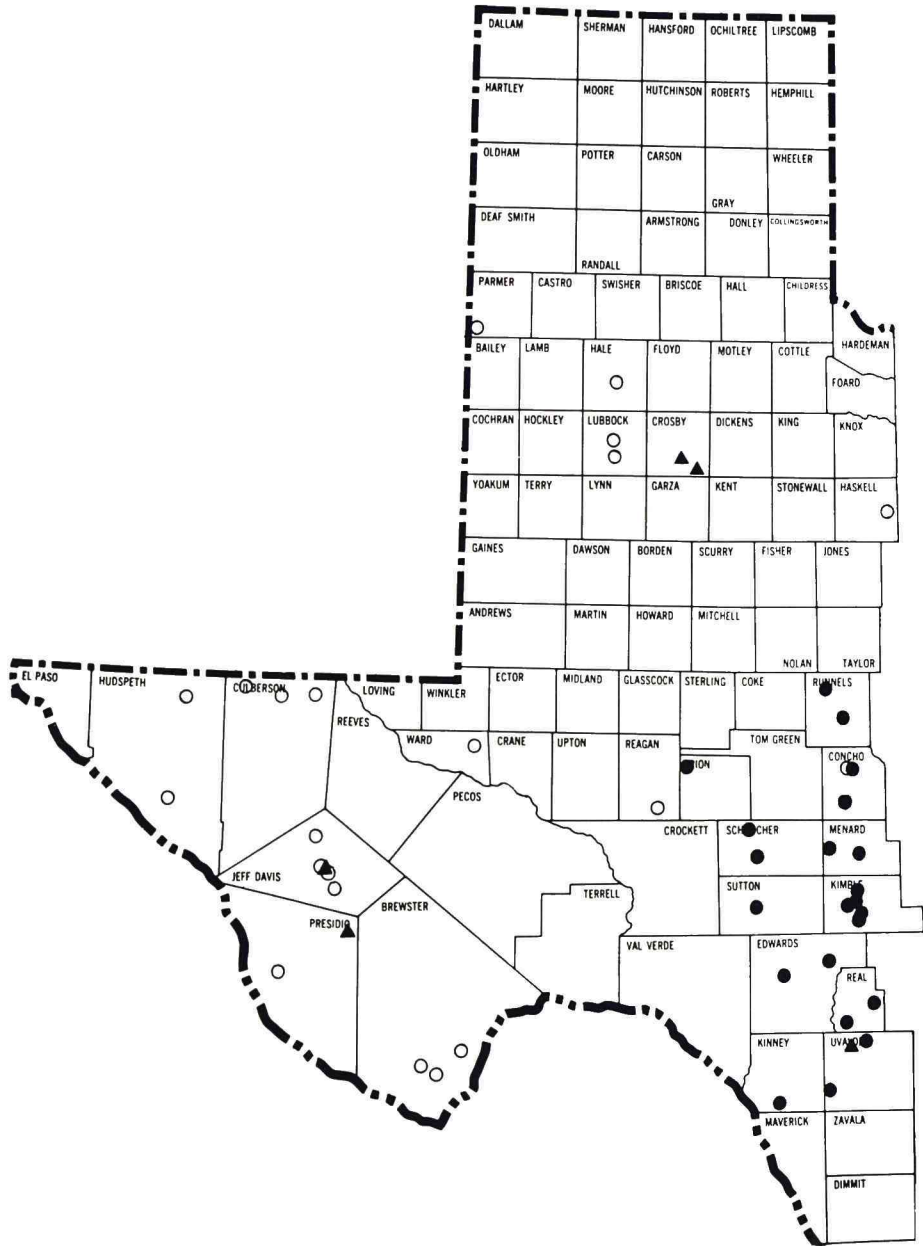 DALLAM SHERMAN HANSFORD OCHILTREE LIPSCOMB
HARTLEY MOORE HUTCHINSON ROBERTS HEMPHILL
OLDHAM POTTER CARSON WHEELER
GRAY
DEAF SMITH ARMSTRONG DONLEY COLLINGSWORTH
RANDALL
PARMER CASTRO SWISHER BRISCOE HALL CHILDRESS
HARDEMAN
BAILEY LAMB HALE FLOYD MOTLEY COTTLE
FOARD
COCHRAN HOCKLEY LUBBOCK CROSBY DICKENS KING KNOX
YOAKUM TERRY LYNN GARZA KENT STONEWALL HASKELL
GAINES DAWSON BORDEN SCURRY FISHER JONES
ANDREWS MARTIN HOWARD MITCHELL
NOLAN TAYLOR
EL PASO HUDSPETH CULBERSON LOVING WINKLER ECTOR MIDLAND GLASSCOCK STERLING COKE RUNNELS
REEVES WARD CRANE UPTON REAGAN TOM GREEN
CONCHO
PECOS
CROCKETT MENARD
JEFF DAVIS BREWSTER TERRELL SUTTON KIMBLE
PRESIDIO
VAL VERDE EDWARDS
REAL
KINNEY
MAVERICK ZAVALA
DIMMIT